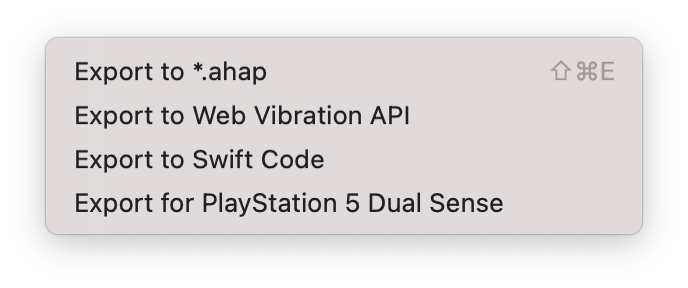 Export to *.ahap ⇧⌘E
Export to Web Vibration API
Export to Swift Code
Export for PlayStation 5 Dual Sense